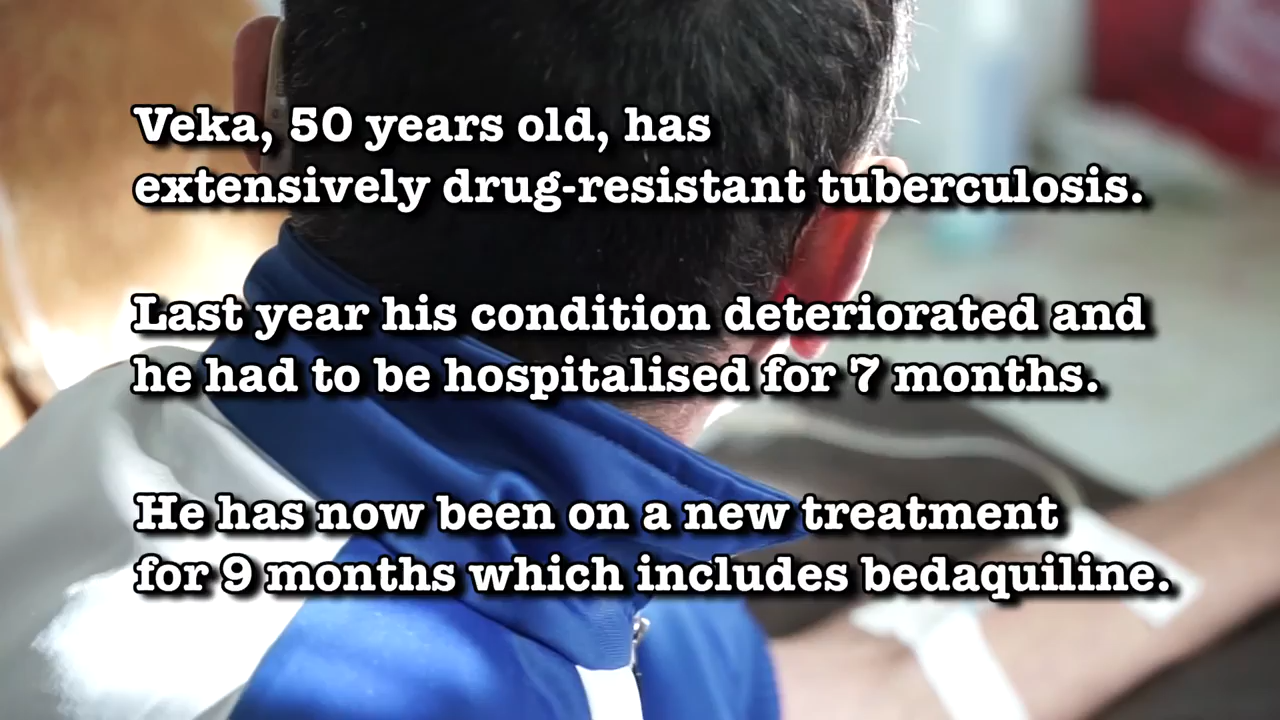 Veka, 50 years old, has
extensively drug-resistant tuberculosis.
Last year his condition deteriorated and
he had to be hospitalised for 7 months.
He has now been on a new treatment
for 9 months which includes bedaquiline.